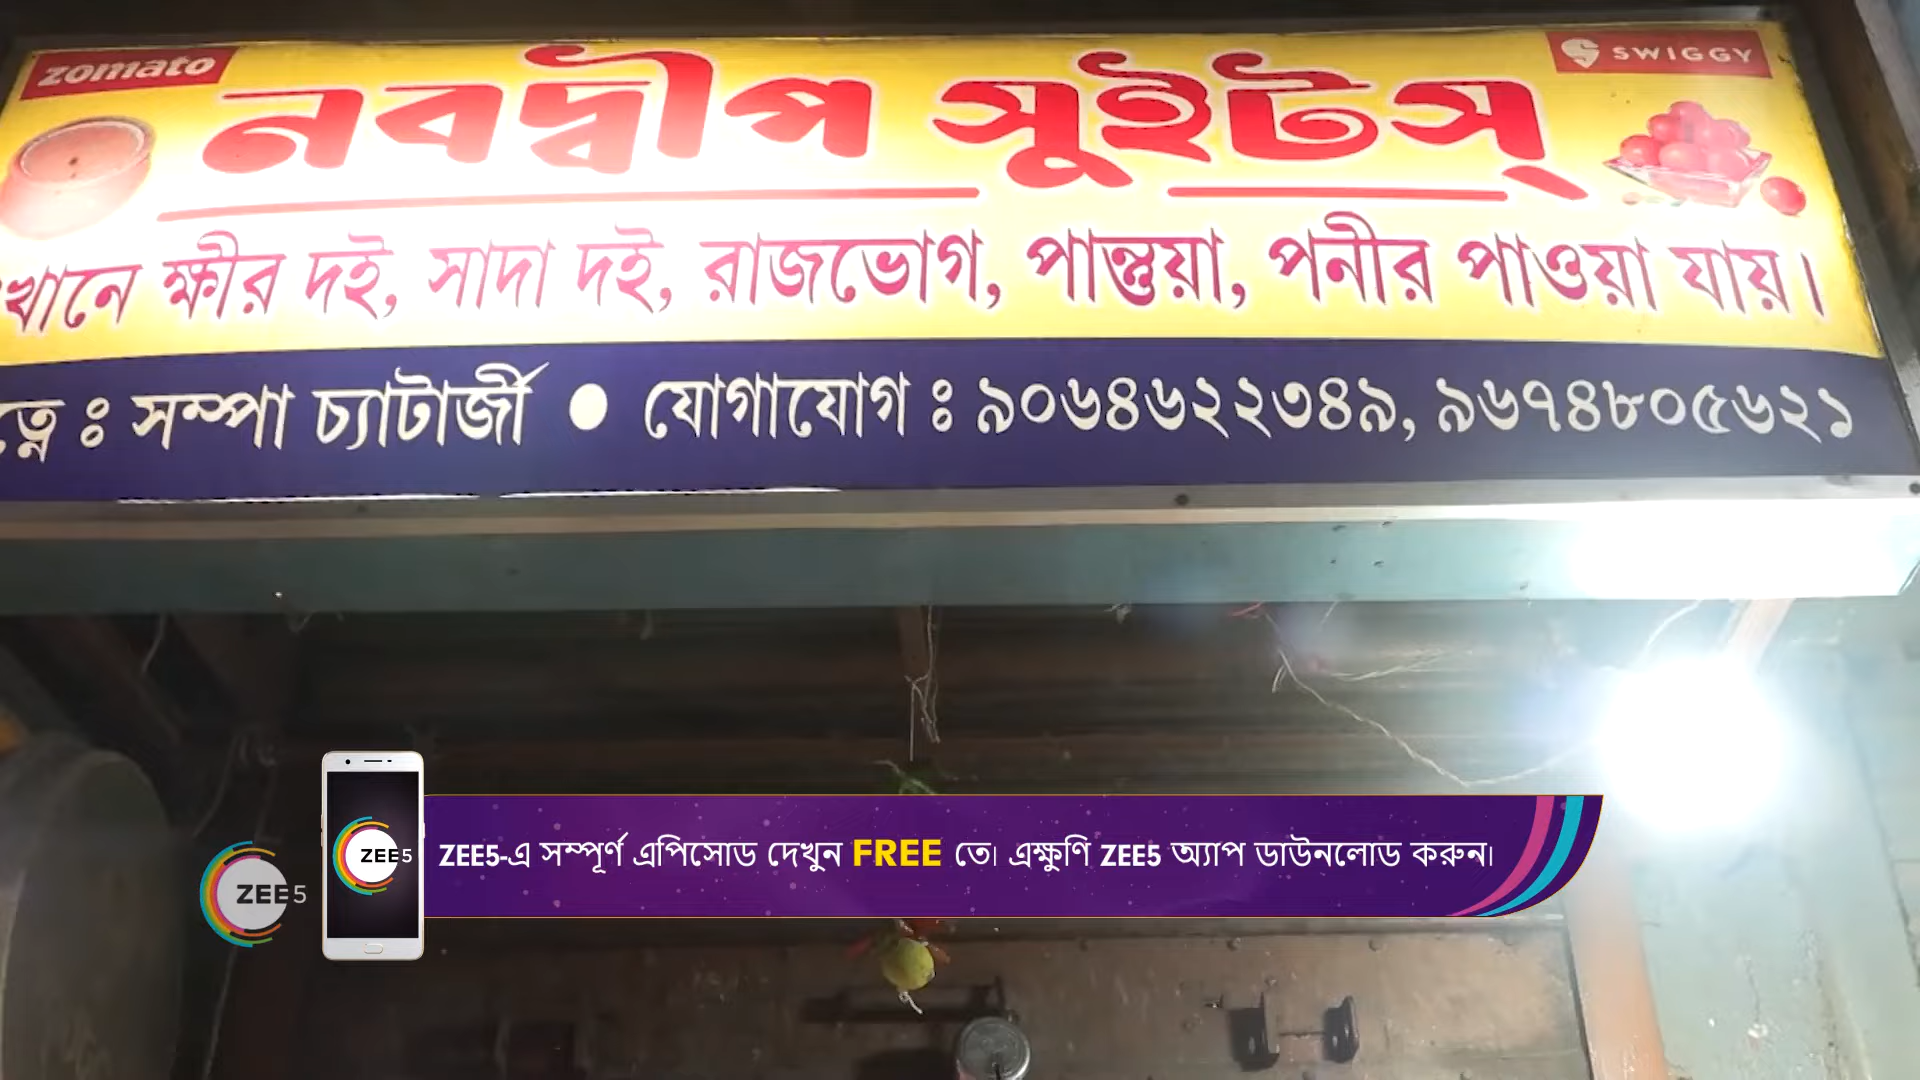 zomato
SWIGGY
নবদ্বীপ সুইটস্
খানে ক্ষীর দই, সাদা দই, রাজভোগ, পান্তুয়া, পনীর পাওয়া যায়।
ত্নে ঃ সম্পা চ্যাটার্জী ● যোগাযোগ ঃ ৯০৬৪৬২২৩৪৯, ৯৬৭৪৮০৫৬২১
ZEE5-এ সম্পূর্ণ এপিসোড দেখুন FREE তে। এক্ষুণি ZEE5 অ্যাপ ডাউনলোড করুন।
ZEE5
ZEE5